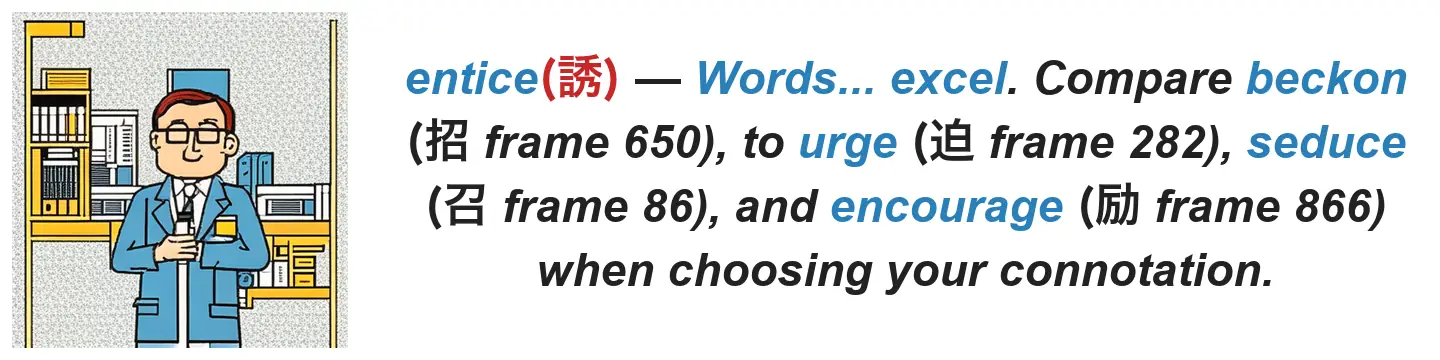 entice(誘) — Words... excel. Compare beckon
(招 frame 650), to urge (迫 frame 282), seduce
(召 frame 86), and encourage (励 frame 866)
when choosing your connotation.